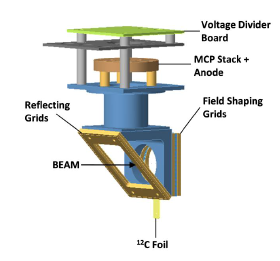 Voltage Divider
Board
MCP Stack +
Anode
Reflecting
Grids
Field Shaping
Grids
BEAM
¹²C Foil